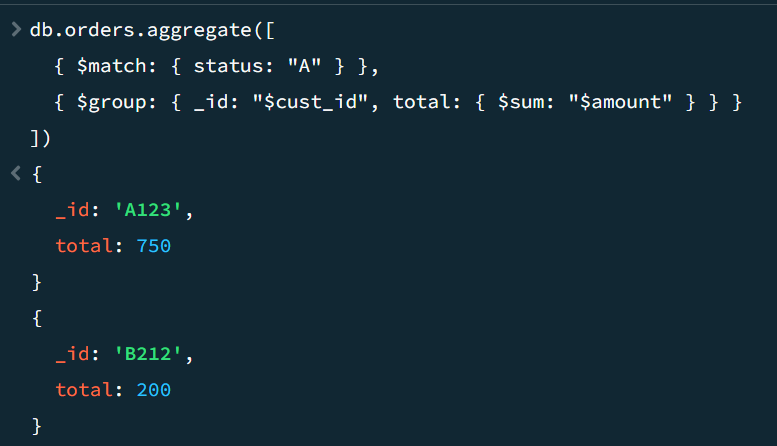 > db.orders.aggregate([
{ $match: { status: "A" } },
{ $group: { _id: "$cust_id", total: { $sum: "$amount" } } }
])
< {
_id: 'A123',
total: 750
}
{
_id: 'B212',
total: 200
}